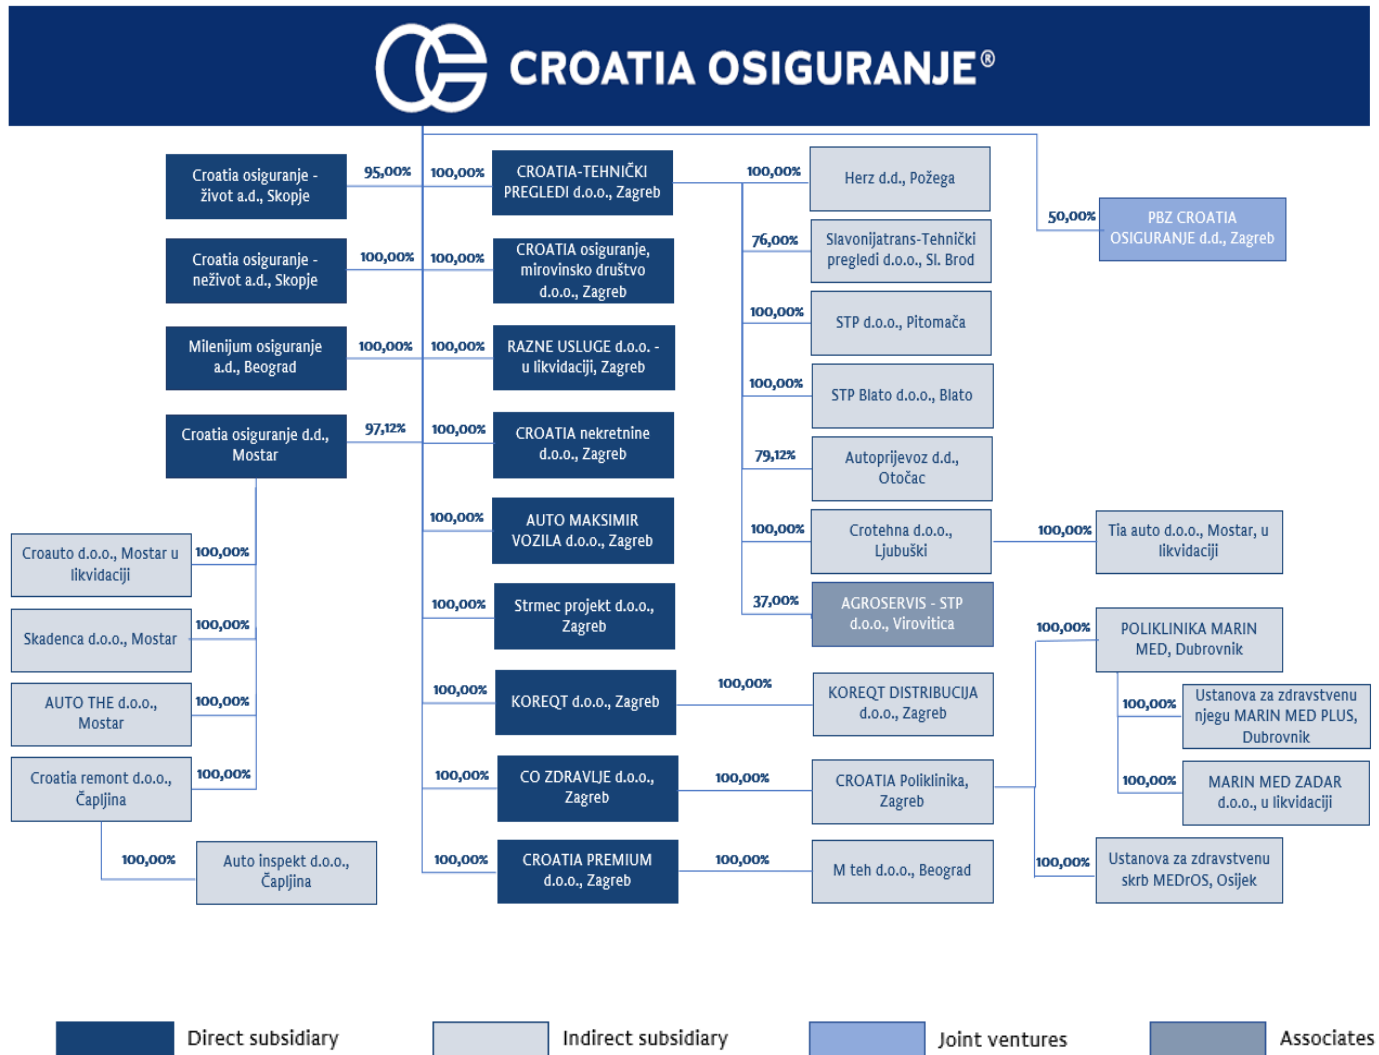 CROATIA OSIGURANJE®
Croatia osiguranje -
život a.d., Skopje
95,00%
100,00%
CROATIA-TEHNIČKI
PREGLEDI d.o.o., Zagreb
100,00%
Herz d.d., Požega
50,00%
PBZ CROATIA
OSIGURANJE d.d., Zagreb
Croatia osiguranje -
neživot a.d., Skopje
100,00%
100,00%
CROATIA osiguranje,
mirovinsko društvo
d.o.o., Zagreb
76,00%
Slavonijatrans-Tehnički
pregledi d.o.o., Sl. Brod
100,00%
STP d.o.o., Pitomača
Milenijum osiguranje
a.d., Beograd
100,00%
100,00%
RAZNE USLUGE d.o.o. -
u likvidaciji, Zagreb
100,00%
STP Blato d.o.o., Blato
Croatia osiguranje d.d.,
Mostar
97,12%
100,00%
CROATIA nekretnine
d.o.o., Zagreb
79,12%
Autoprijevoz d.d.,
Otočac
100,00%
AUTO MAKSIMIR
VOZILA d.o.o., Zagreb
100,00%
Crotehna d.o.o.,
Ljubuški
100,00%
Tia auto d.o.o., Mostar, u
likvidaciji
Croauto d.o.o., Mostar u
likvidaciji
100,00%
100,00%
Strmec projekt d.o.o.,
Zagreb
37,00%
AGROSERVIS - STP
d.o.o., Virovitica
Skadenca d.o.o., Mostar
100,00%
100,00%
POLIKLINIKA MARIN
MED, Dubrovnik
AUTO THE d.o.o.,
Mostar
100,00%
100,00%
KOREQT d.o.o., Zagreb
100,00%
KOREQT DISTRIBUCIJA
d.o.o., Zagreb
100,00%
Ustanova za zdravstvenu
njegu MARIN MED PLUS,
Dubrovnik
Croatia remont d.o.o.,
Čapljina
100,00%
100,00%
CO ZDRAVLJE d.o.o.,
Zagreb
100,00%
CROATIA Poliklinika,
Zagreb
100,00%
MARIN MED ZADAR
d.o.o., u likvidaciji
100,00%
Auto inspekt d.o.o.,
Čapljina
100,00%
CROATIA PREMIUM
d.o.o., Zagreb
100,00%
M teh d.o.o., Beograd
100,00%
Ustanova za zdravstvenu
skrb MEDrOS, Osijek
Direct subsidiary
Indirect subsidiary
Joint ventures
Associates